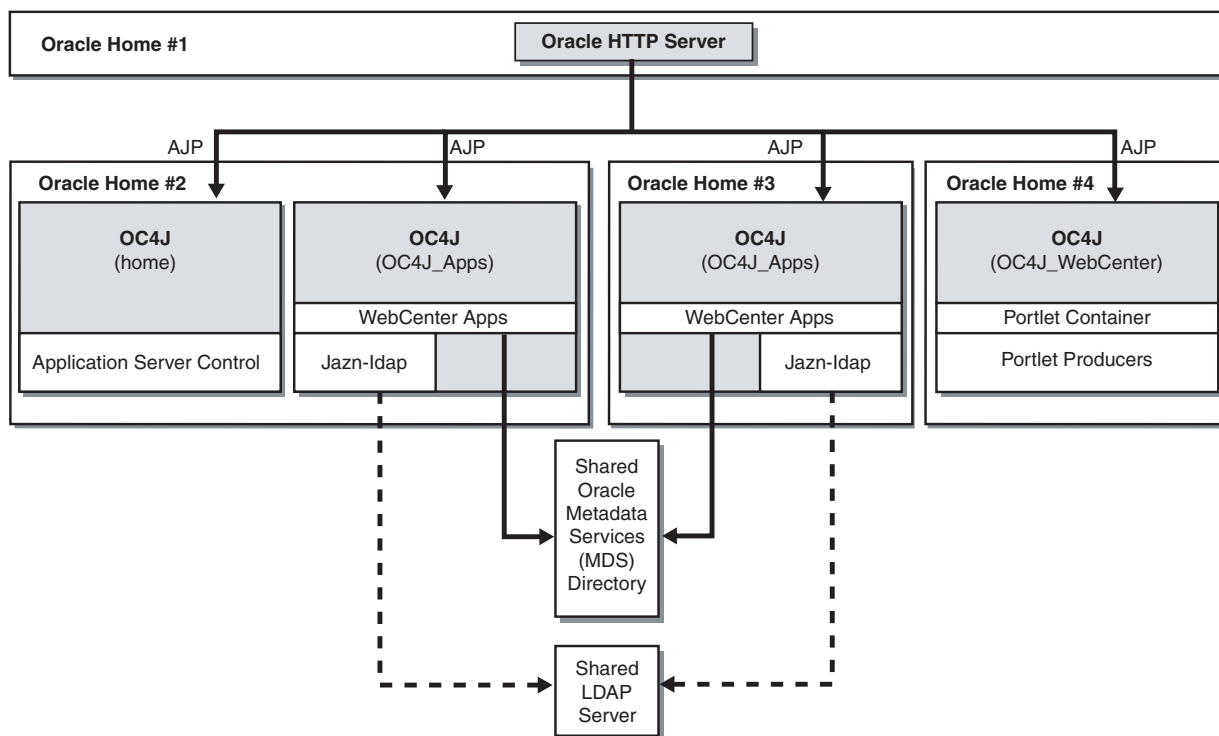 Oracle Home #1
Oracle HTTP Server
AJP
AJP
AJP
AJP
Oracle Home #2
Oracle Home #3
Oracle Home #4
OC4J
(home)
OC4J
(OC4J_Apps)
OC4J
(OC4J_Apps)
OC4J
(OC4J_WebCenter)
WebCenter Apps
WebCenter Apps
Portlet Container
Application Server Control
Jazn-ldap
Jazn-ldap
Portlet Producers
Shared
Oracle
Metadata
Services
(MDS)
Directory
Shared
LDAP
Server